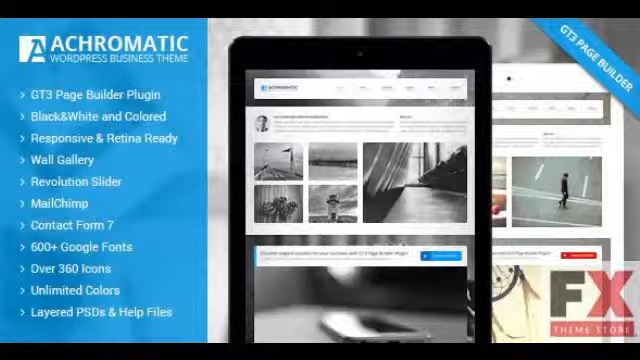 ACHROMATIC
WORDPRESS BUSINESS THEME
GT3 Page Builder Plugin
Black&White and Colored
Responsive & Retina Ready
Wall Gallery
Revolution Slider
MailChimp
Contact Form 7
600+ Google Fonts
Over 360 Icons
Unlimited Colors
Layered PSDs & Help Files
GT3 PAGE BUILDER
ACHROMATIC
FX
THEME STORE